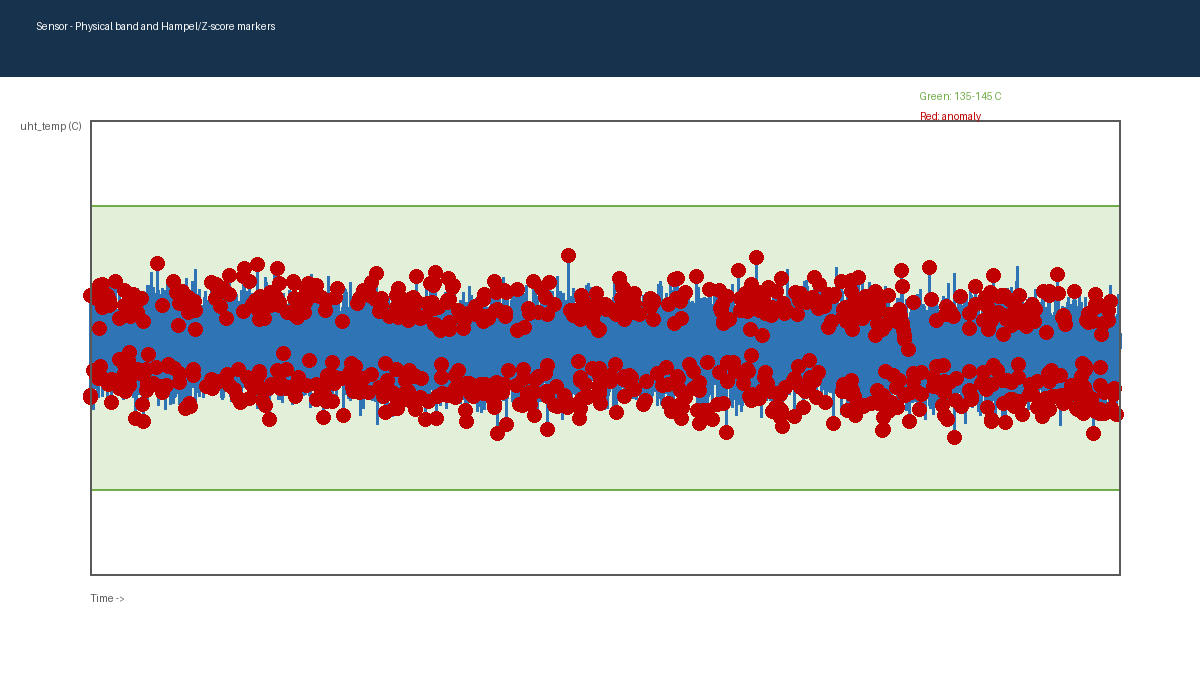 Sensor - Physical band and Hampel/Z-score markers
Green: 135-145 C
Red: anomaly
uht_temp (C)
Time ->